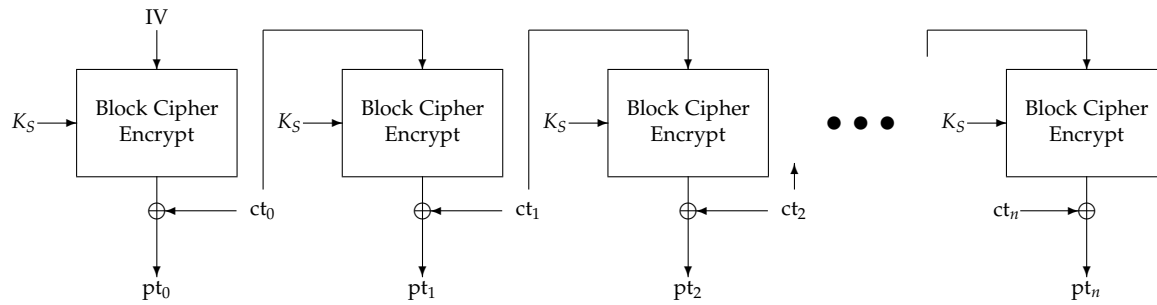 IV
K_S Block Cipher Encrypt K_S Block Cipher Encrypt K_S Block Cipher Encrypt ••• K_S Block Cipher Encrypt
ct_0 ct_1 ct_2 ct_n
pt_0 pt_1 pt_2 pt_n